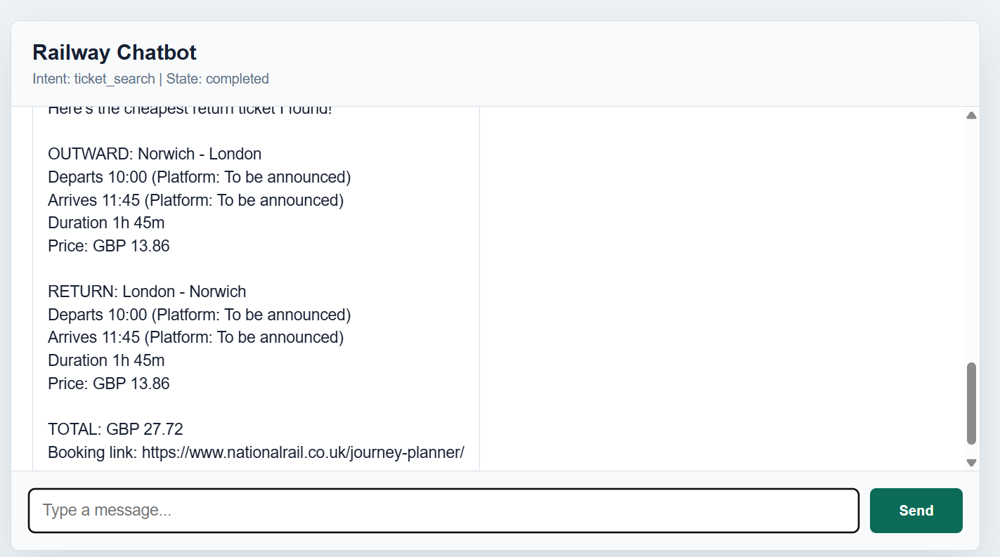 Railway Chatbot
Intent: ticket_search | State: completed
Here's the cheapest return ticket I found!
OUTWARD: Norwich - London
Departs 10:00 (Platform: To be announced)
Arrives 11:45 (Platform: To be announced)
Duration 1h 45m
Price: GBP 13.86
RETURN: London - Norwich
Departs 10:00 (Platform: To be announced)
Arrives 11:45 (Platform: To be announced)
Duration 1h 45m
Price: GBP 13.86
TOTAL: GBP 27.72
Booking link: https://www.nationalrail.co.uk/journey-planner/
Type a message...
Send